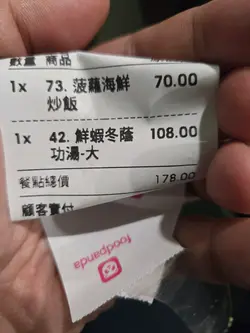 數量 商品
1x 73. 菠蘿海鮮 70.00
炒飯
1x 42. 鮮蝦冬蔭 108.00
功湯-大
餐點總價 178.00
顧客實付
foodpanda